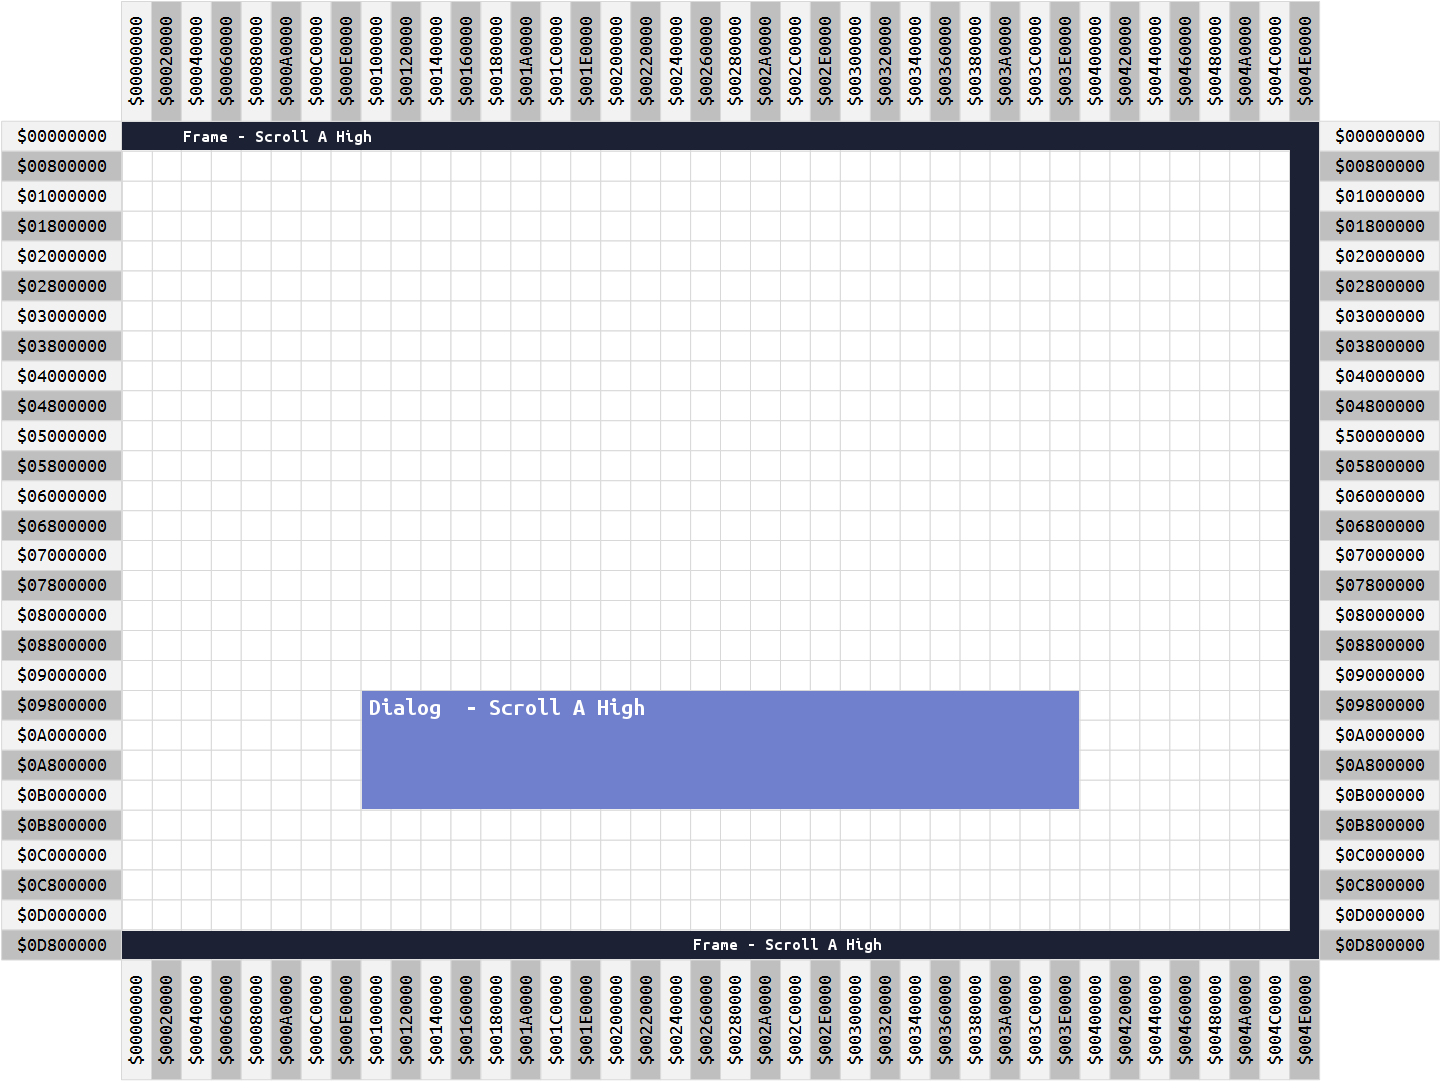 $00000000 $00020000 $00040000 $00060000 $00080000 $000A0000 $000C0000 $000E0000 $00100000 $00120000 $00140000 $00160000 $00180000 $001A0000 $001C0000 $001E0000 $00200000 $00220000 $00240000 $00260000 $00280000 $002A0000 $002C0000 $002E0000 $00300000 $00320000 $00340000 $00360000 $00380000 $003A0000 $003C0000 $003E0000 $00400000 $00420000 $00440000 $00460000 $00480000 $004A0000 $004C0000 $004E0000
$00000000 Frame - Scroll A High $00000000
$00800000 $00800000
$01000000 $01000000
$01800000 $01800000
$02000000 $02000000
$02800000 $02800000
$03000000 $03000000
$03800000 $03800000
$04000000 $04000000
$04800000 $04800000
$05000000 $50000000
$05800000 $05800000
$06000000 $06000000
$06800000 $06800000
$07000000 $07000000
$07800000 $07800000
$08000000 $08000000
$08800000 $08800000
$09000000 $09000000
$09800000 Dialog  - Scroll A High $09800000
$0A000000 $0A000000
$0A800000 $0A800000
$0B000000 $0B000000
$0B800000 $0B800000
$0C000000 $0C000000
$0C800000 $0C800000
$0D000000 $0D000000
$0D800000 Frame - Scroll A High $0D800000
$00000000 $00020000 $00040000 $00060000 $00080000 $000A0000 $000C0000 $000E0000 $00100000 $00120000 $00140000 $00160000 $00180000 $001A0000 $001C0000 $001E0000 $00200000 $00220000 $00240000 $00260000 $00280000 $002A0000 $002C0000 $002E0000 $00300000 $00320000 $00340000 $00360000 $00380000 $003A0000 $003C0000 $003E0000 $00400000 $00420000 $00440000 $00460000 $00480000 $004A0000 $004C0000 $004E0000